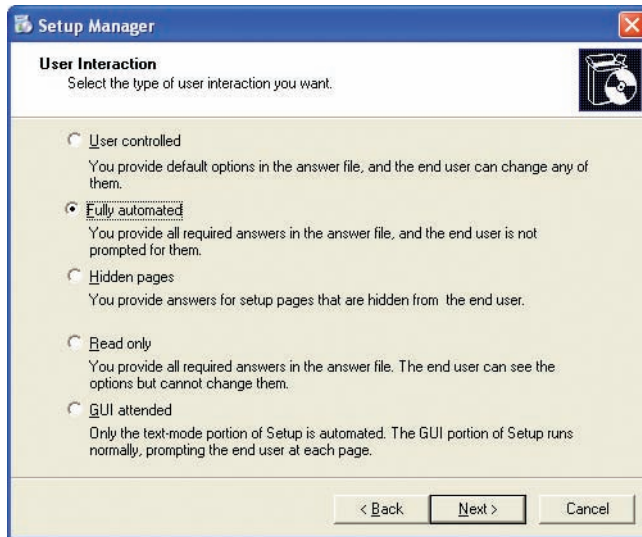 Setup Manager
User Interaction
Select the type of user interaction you want.
User controlled
You provide default options in the answer file, and the end user can change any of
them.
Fully automated
You provide all required answers in the answer file, and the end user is not
prompted for them.
Hidden pages
You provide answers for setup pages that are hidden from the end user.
Read only
You provide all required answers in the answer file. The end user can see the
options but cannot change them.
GUI attended
Only the text-mode portion of Setup is automated. The GUI portion of Setup runs
normally, prompting the end user at each page.
< Back Next > Cancel